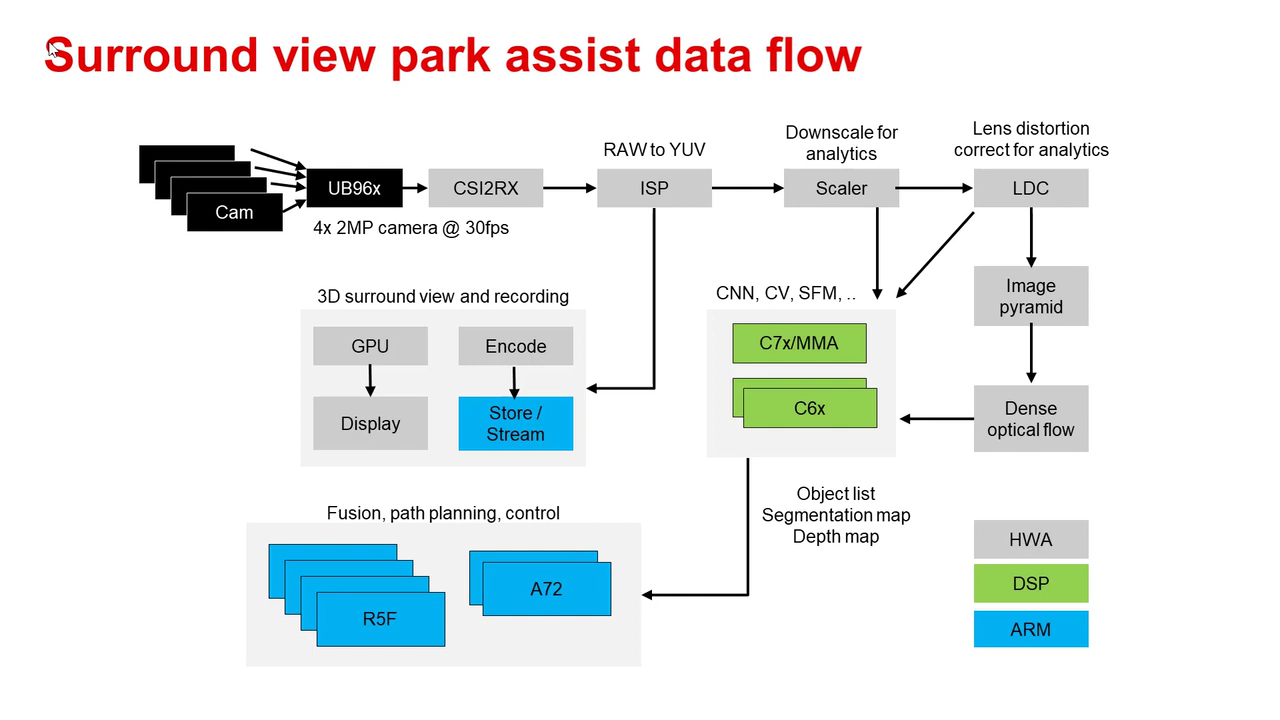 Surround view park assist data flow
Cam
UB96x
4x 2MP camera @ 30fps
CSI2RX
RAW to YUV
ISP
Downscale for
analytics
Scaler
Lens distortion
correct for analytics
LDC
Image
pyramid
Dense
optical flow
3D surround view and recording
GPU
Display
Encode
Store /
Stream
CNN, CV, SFM, ..
C7x/MMA
C6x
Object list
Segmentation map
Depth map
Fusion, path planning, control
R5F
A72
HWA
DSP
ARM